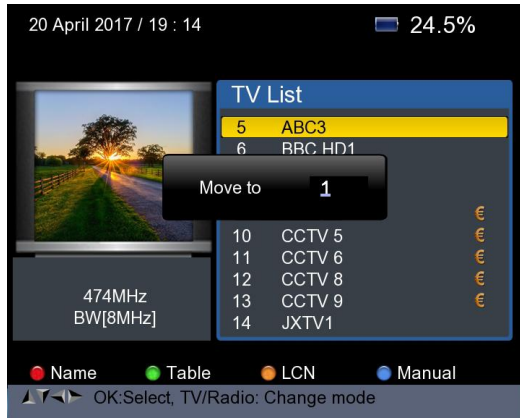 20 April 2017 / 19 : 14
24.5%
TV List
5 ABC3
6 BBC HD1
Move to 1
€
10 CCTV 5 €
11 CCTV 6 €
12 CCTV 8 €
13 CCTV 9 €
14 JXTV1
474MHz
BW[8MHz]
Name Table LCN Manual
OK:Select, TV/Radio: Change mode